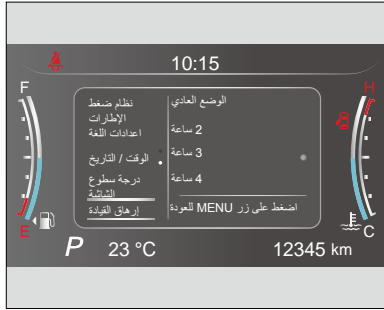 10:15
F
H
نظام ضغط
الإطارات
اعدادات اللغة
الوقت / التاريخ
درجة سطوع
الشاشة
إرهاق القيادة
الوضع العادي
2 ساعة
3 ساعة
4 ساعة
اضغط على زر MENU للعودة
E
C
P
23 °C
12345 km